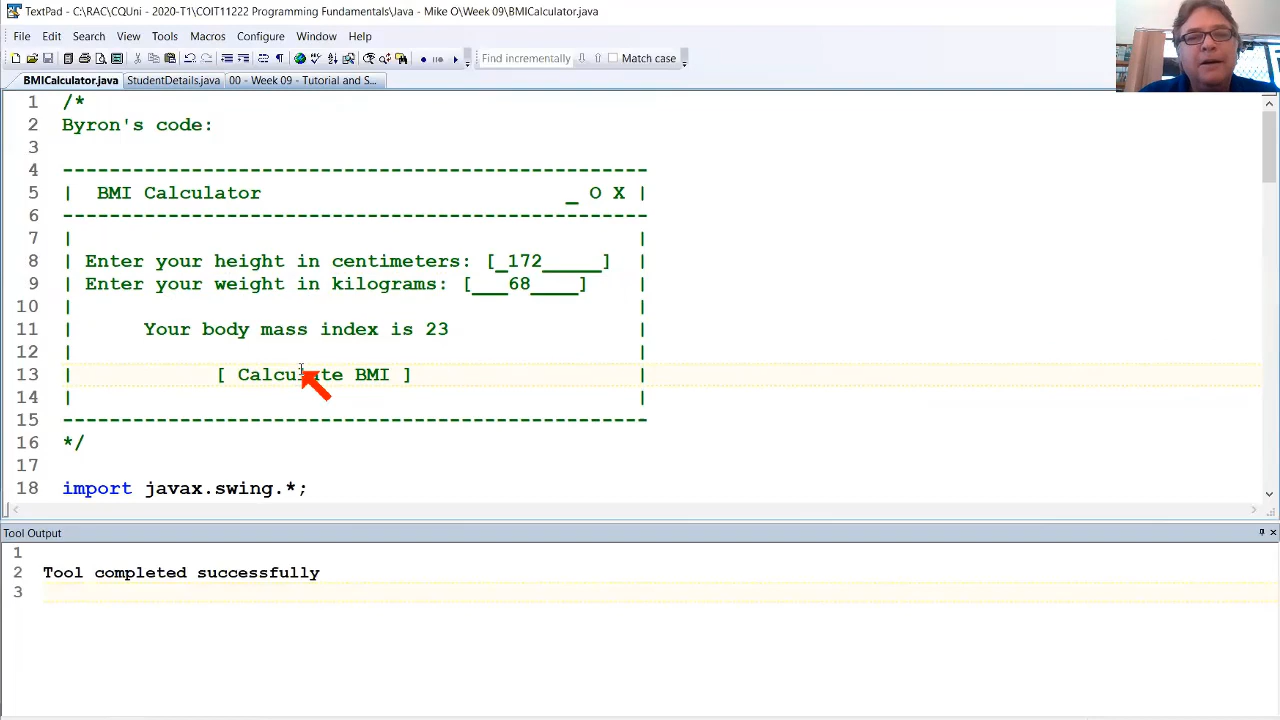 TextPad - C:\RAC\CQUni - 2020-T1\COIT11222 Programming Fundamentals\Java - Mike O\Week 09\BMICalculator.java
File Edit Search View Tools Macros Configure Window Help
Find incrementally Match case
BMICalculator.java StudentDetails.java 00 - Week 09 - Tutorial and S...
1 /*
2 Byron's code:
3
4 --------------------------------------------------
5 | BMI Calculator _ O X |
6 --------------------------------------------------
7 | |
8 | Enter your height in centimeters: [_172_____] |
9 | Enter your weight in kilograms: [___68____] |
10 | |
11 | Your body mass index is 23 |
12 | |
13 | [ Calculate BMI ] |
14 | |
15 --------------------------------------------------
16 */
17
18 import javax.swing.*;
Tool Output
1
2 Tool completed successfully
3